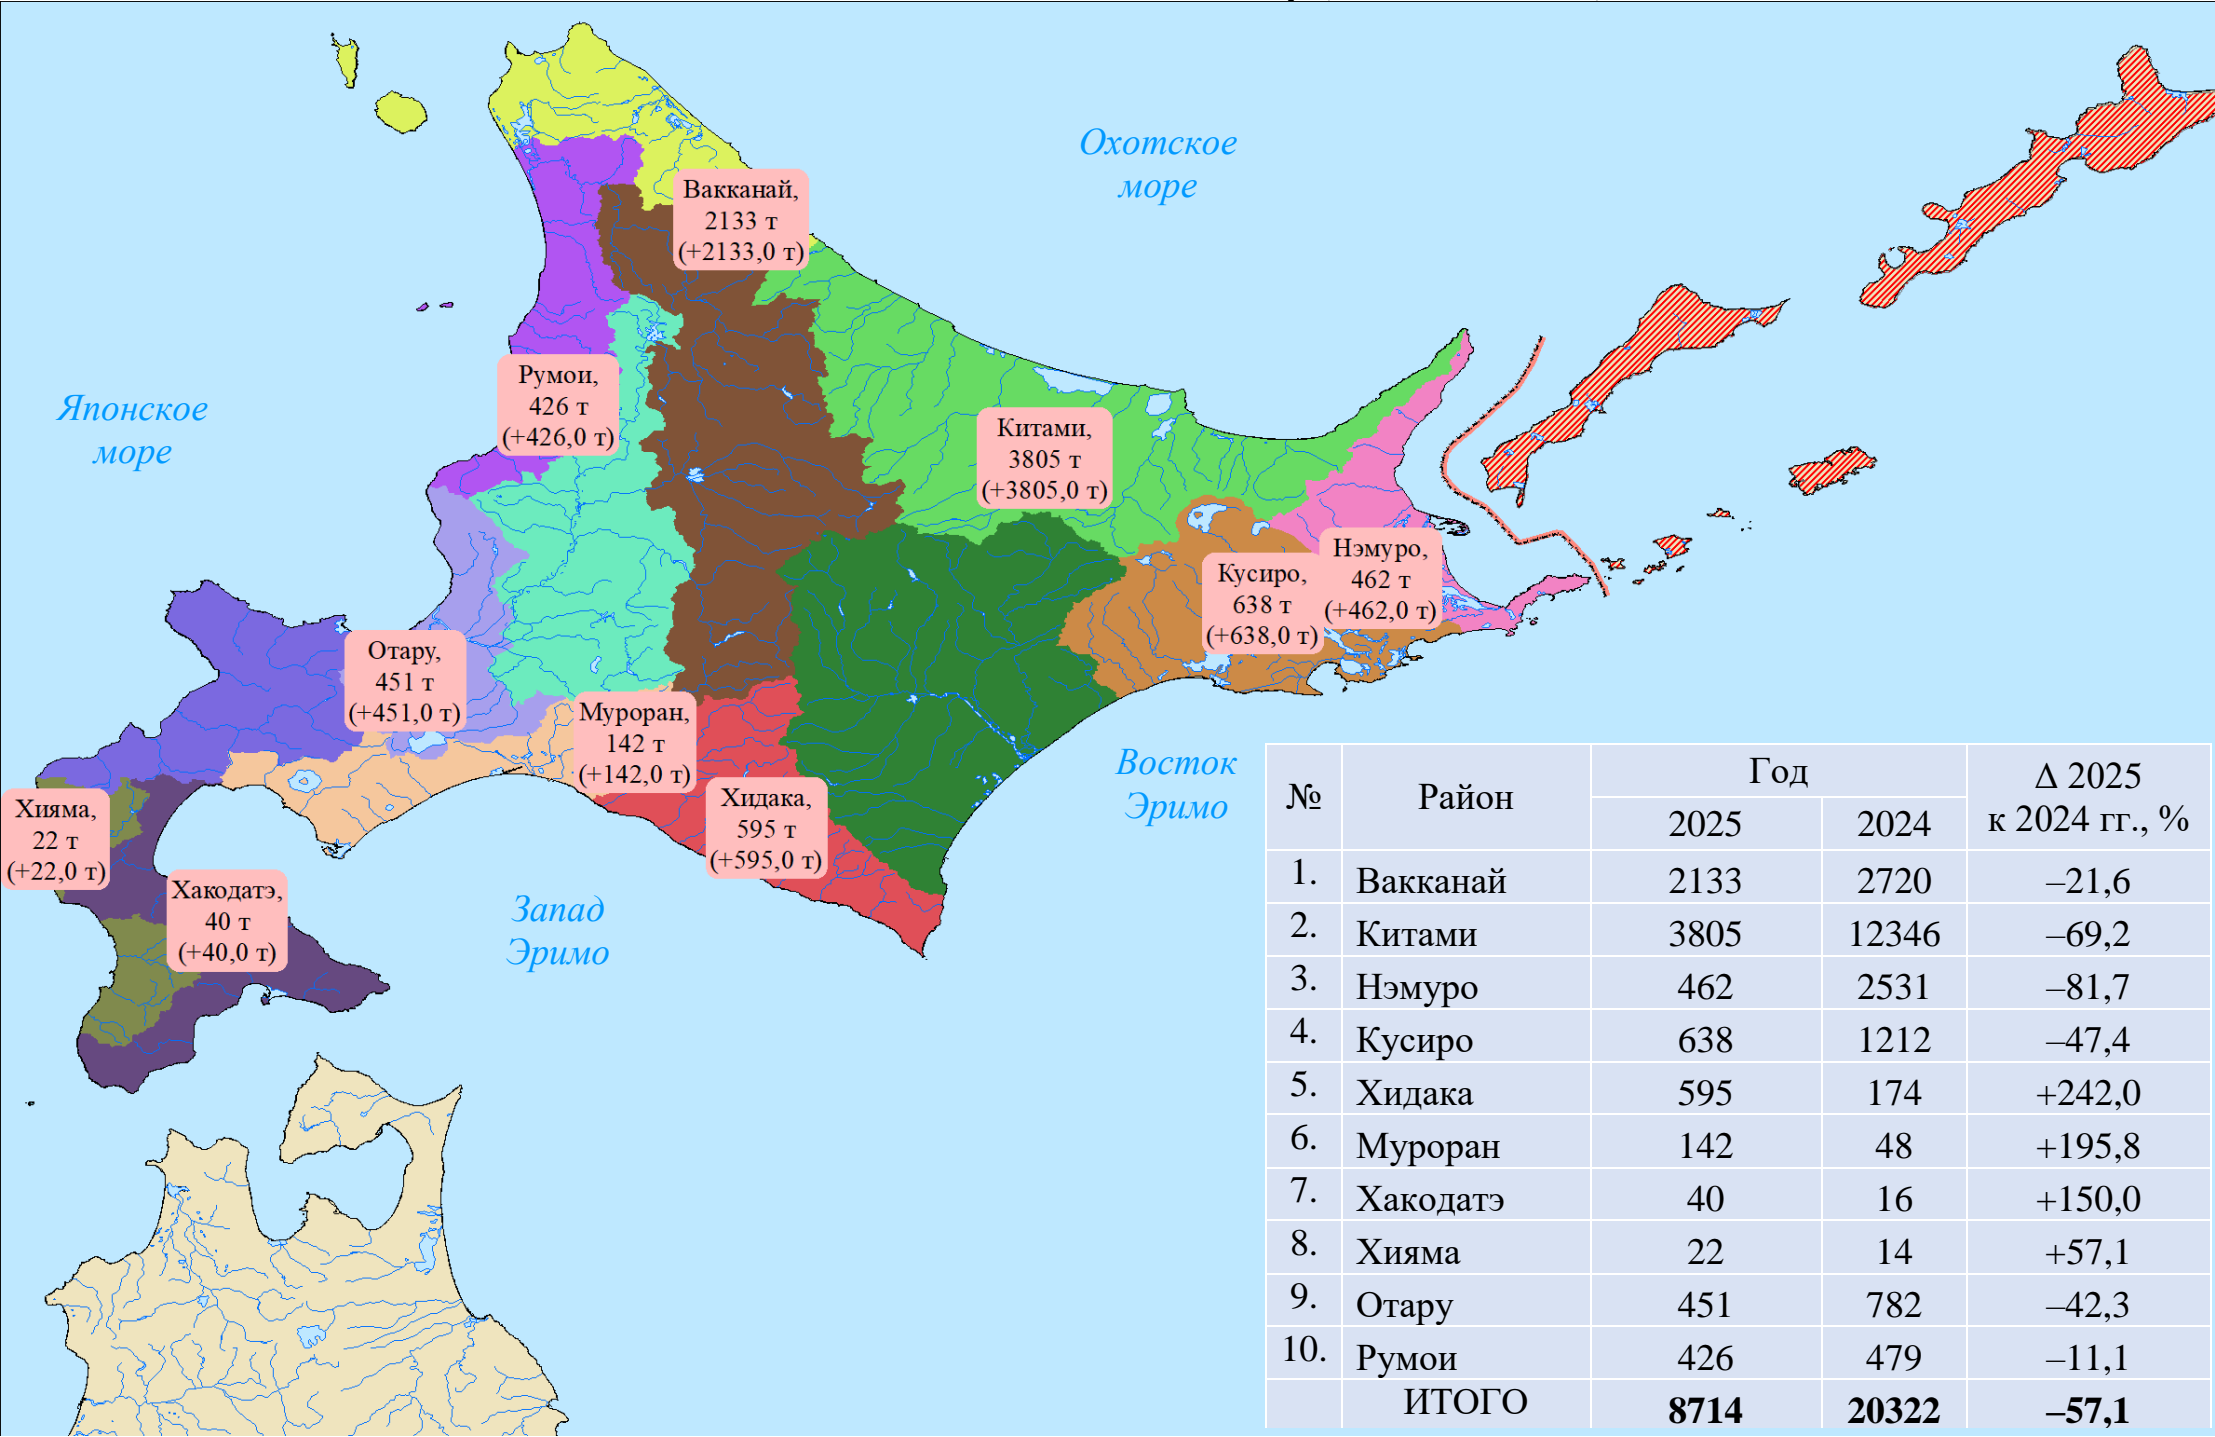 Охотское
море
Вакканай,
2133 т
(+2133,0 т)
Румои,
426 т
(+426,0 т)
Японское
море
Китами,
3805 т
(+3805,0 т)
Нэмуро,
462 т
(+462,0 т)
Кусиро,
638 т
(+638,0 т)
Отару,
451 т
(+451,0 т)
Муроран,
142 т
(+142,0 т)
Хидака,
595 т
(+595,0 т)
Хияма,
22 т
(+22,0 т)
Хакодатэ,
40 т
(+40,0 т)
Запад
Эримо
Восток
Эримо
№ Район Год Δ 2025
к 2024 гг., %
2025 2024
1. Вакканай 2133 2720 –21,6
2. Китами 3805 12346 –69,2
3. Нэмуро 462 2531 –81,7
4. Кусиро 638 1212 –47,4
5. Хидака 595 174 +242,0
6. Муроран 142 48 +195,8
7. Хакодатэ 40 16 +150,0
8. Хияма 22 14 +57,1
9. Отару 451 782 –42,3
10. Румои 426 479 –11,1
ИТОГО 8714 20322 –57,1